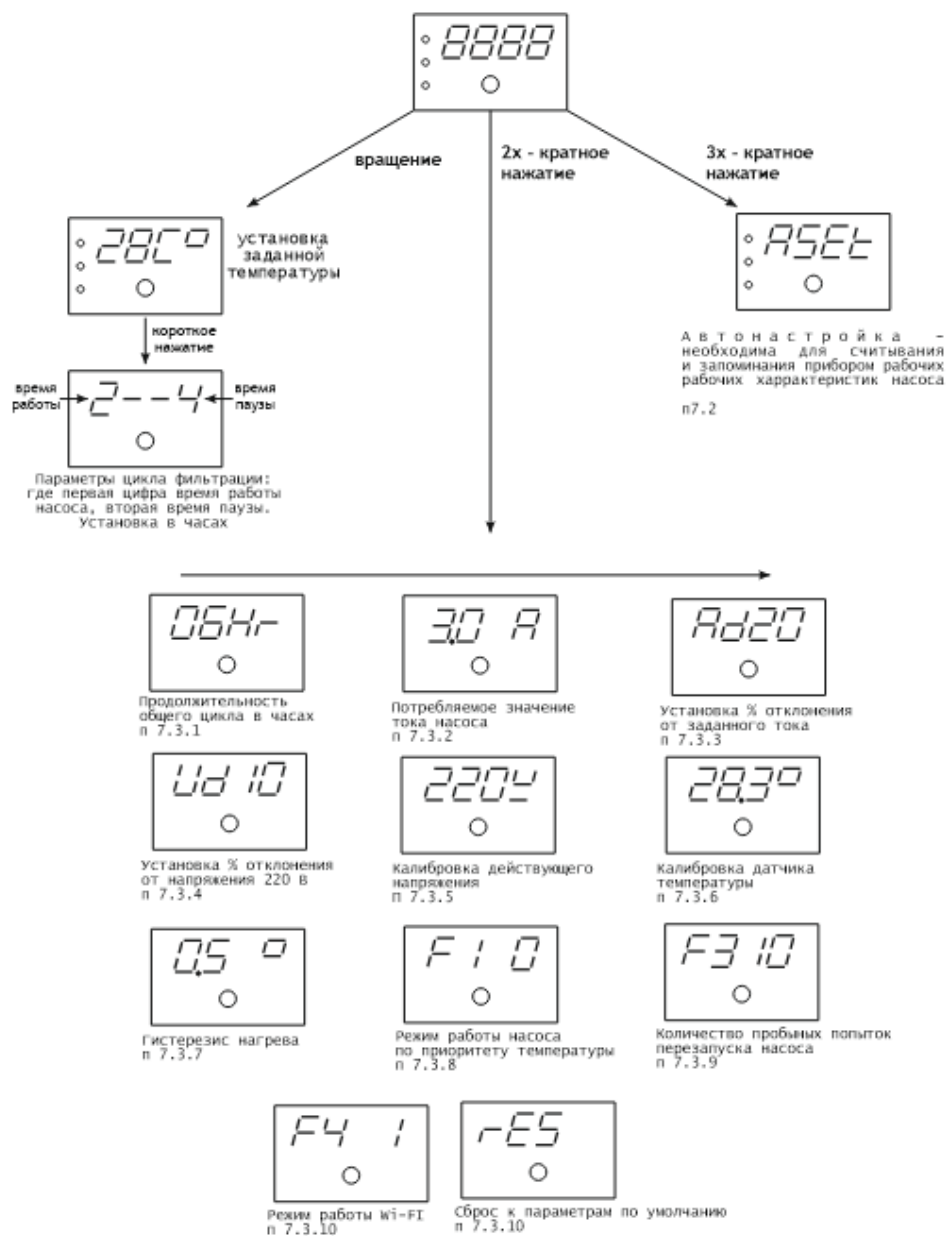 8888
вращение
2х - кратное
нажатие
3х - кратное
нажатие
28C°
установка
заданной
температуры
ASEt
короткое
нажатие
Автонастройка –
необходима для считывания
и запоминания прибором рабочих
рабочих харрактеристик насоса
п7.2
время
работы
2--4
время
паузы
Параметры цикла фильтрации:
где первая цифра время работы
насоса, вторая время паузы.
Установка в часах
06Hr
Продолжительность
общего цикла в часах
п 7.3.1
3.0 A
Потребляемое значение
тока насоса
п 7.3.2
Ad20
Установка % отклонения
от заданного тока
п 7.3.3
Ud10
Установка % отклонения
от напряжения 220 В
п 7.3.4
220v
Калибровка действующего
напряжения
п 7.3.5
28.3°
Калибровка датчика
температуры
п 7.3.6
0.5 °
Гистерезис нагрева
п 7.3.7
F1 0
Режим работы насоса
по приоритету температуры
п 7.3.8
F310
Количество пробыных попыток
перезапуска насоса
п 7.3.9
F4 1
Режим работы Wi-FI
п 7.3.10
rES
Сброс к параметрам по умолчанию
п 7.3.10